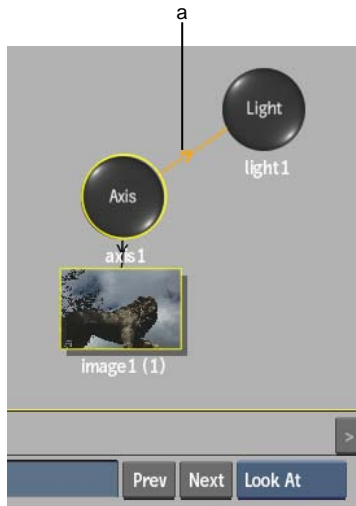 a
Light
light1
Axis
axis1
image1 (1)
>
Prev Next Look At